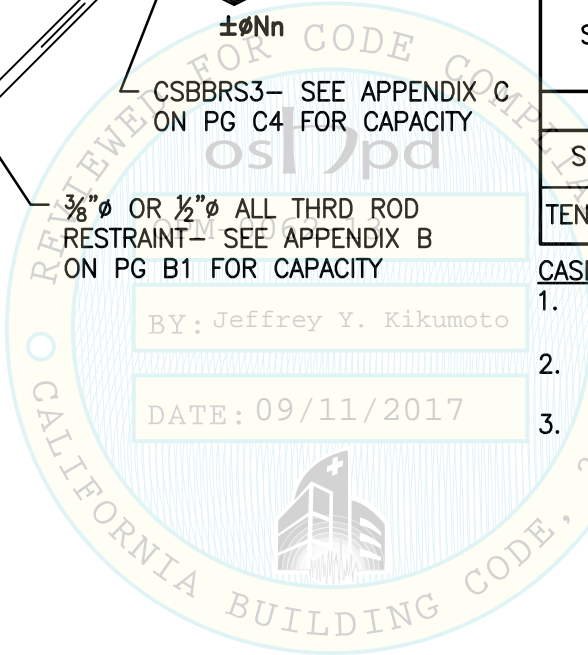 ±øNn
CSBBRS3– SEE APPENDIX C
ON PG C4 FOR CAPACITY
⅜"ø OR ½"ø ALL THRD ROD
RESTRAINT– SEE APPENDIX B
ON PG B1 FOR CAPACITY
REVIEWED FOR CODE
oshpd
BY: Jeffrey Y. Kikumoto
DATE: 09/11/2017
CALIFORNIA BUILDING CODE,
S
S
TEN
1.
2.
3.